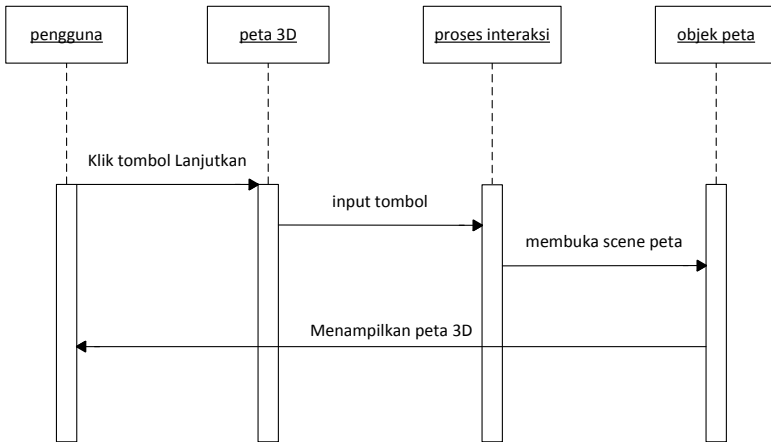 pengguna
peta 3D
proses interaksi
objek peta
Klik tombol Lanjutkan
input tombol
membuka scene peta
Menampilkan peta 3D